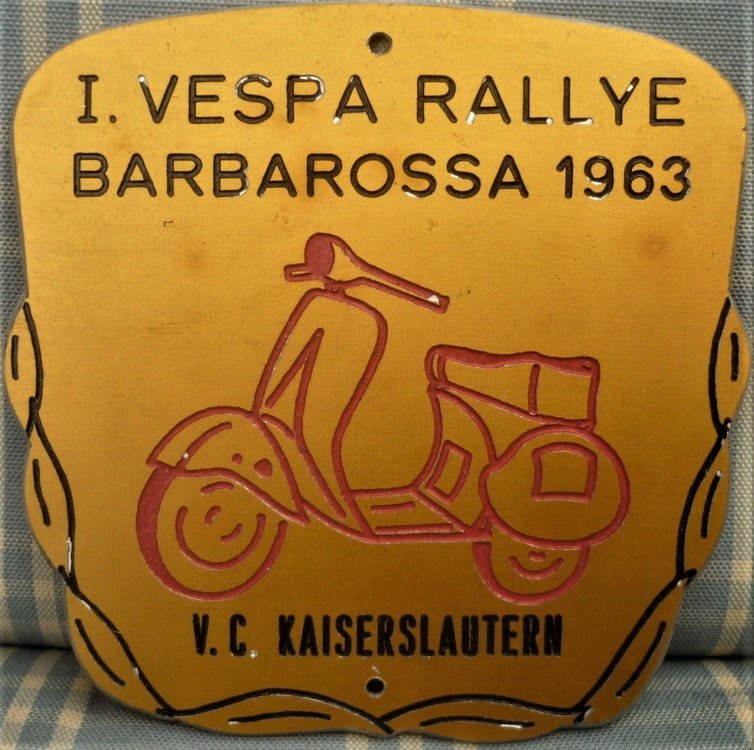 I. VESPA RALLYE
BARBAROSSA 1963
V. C. KAISERSLAUTERN